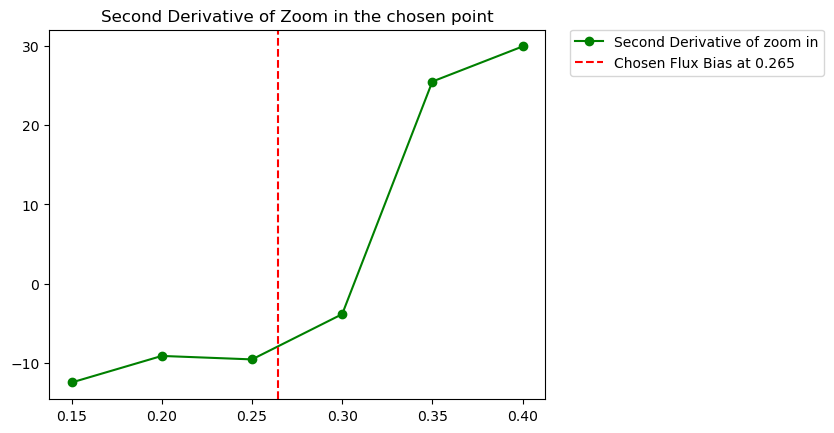 Second Derivative of Zoom in the chosen point
Second Derivative of zoom in
Chosen Flux Bias at 0.265
30
20
10
0
−10
0.15 0.20 0.25 0.30 0.35 0.40